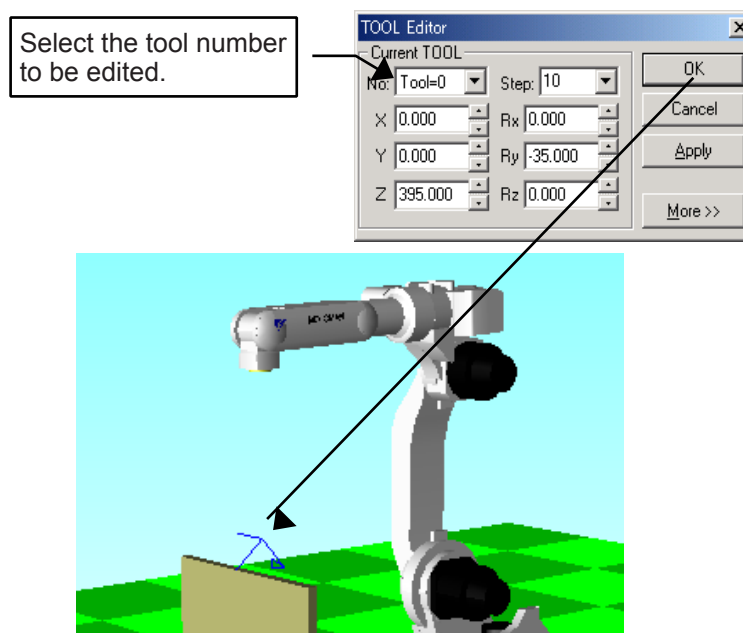 Select the tool number
to be edited.
TOOL Editor
Current TOOL
No: Tool=0 Step: 10
X 0.000 Rx 0.000
Y 0.000 Ry -35.000
Z 395.000 Rz 0.000
OK
Cancel
Apply
More >>